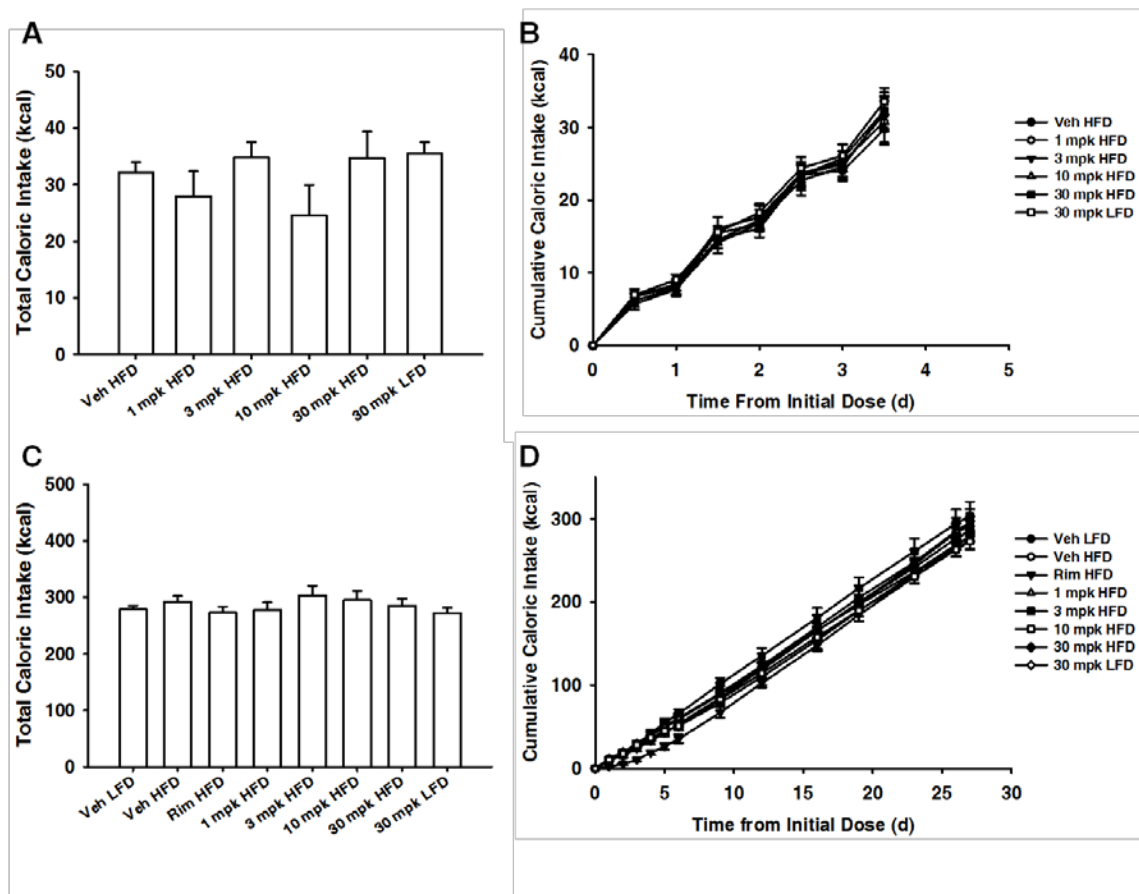 A
Total Caloric Intake (kcal)
50
40
30
20
10
0
Veh HFD
1 mpk HFD
3 mpk HFD
10 mpk HFD
30 mpk HFD
30 mpk LFD
B
Cumulative Caloric Intake (kcal)
40
30
20
10
0
0 1 2 3 4 5
Time From Initial Dose (d)
Veh HFD
1 mpk HFD
3 mpk HFD
10 mpk HFD
30 mpk HFD
30 mpk LFD
C
Total Caloric Intake (kcal)
500
400
300
200
100
0
Veh LFD
Veh HFD
Rim HFD
1 mpk HFD
3 mpk HFD
10 mpk HFD
30 mpk HFD
30 mpk LFD
D
Cumulative Caloric Intake (kcal)
300
200
100
0
0 5 10 15 20 25 30
Time from Initial Dose (d)
Veh LFD
Veh HFD
Rim HFD
1 mpk HFD
3 mpk HFD
10 mpk HFD
30 mpk HFD
30 mpk LFD